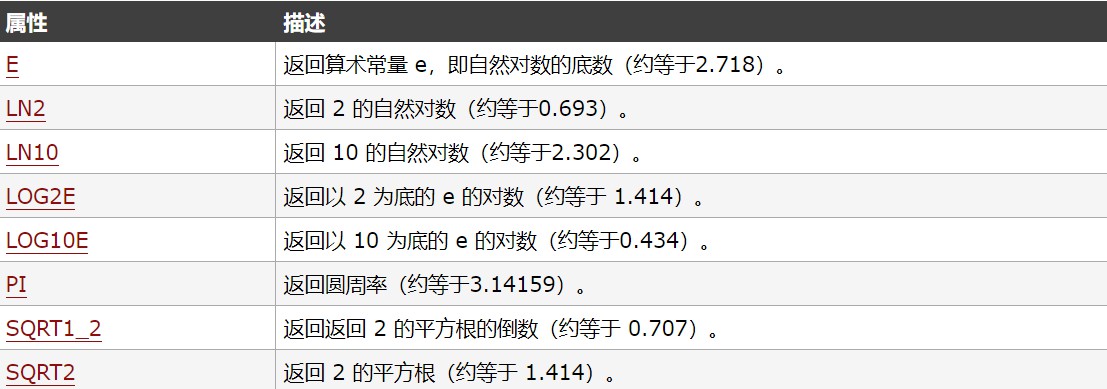 属性 描述
E 返回算术常量 e，即自然对数的底数（约等于2.718）。
LN2 返回 2 的自然对数（约等于0.693）。
LN10 返回 10 的自然对数（约等于2.302）。
LOG2E 返回以 2 为底的 e 的对数（约等于 1.414）。
LOG10E 返回以 10 为底的 e 的对数（约等于0.434）。
PI 返回圆周率（约等于3.14159）。
SQRT1_2 返回返回 2 的平方根的倒数（约等于 0.707）。
SQRT2 返回 2 的平方根（约等于 1.414）。